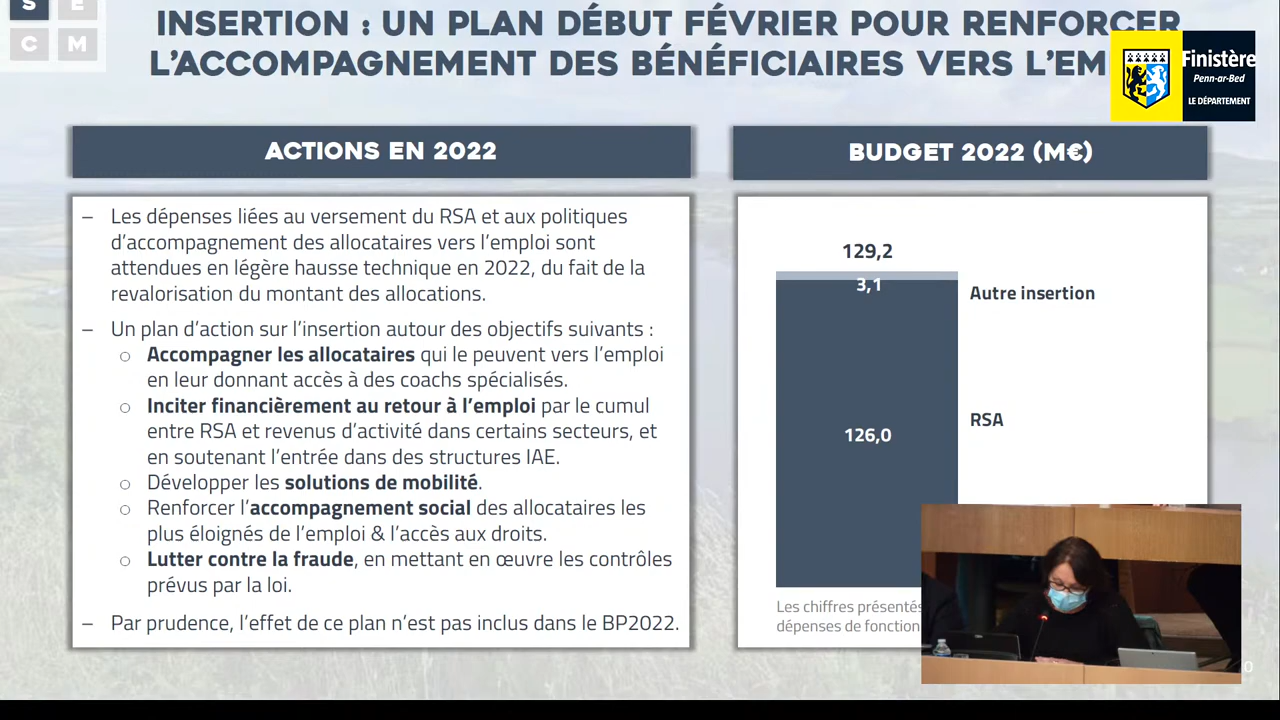 S E
C M
INSERTION : UN PLAN DÉBUT FÉVRIER POUR RENFORCER
L'ACCOMPAGNEMENT DES BÉNÉFICIAIRES VERS L'EM
Finistère
Penn-ar-Bed
LE DÉPARTEMENT
ACTIONS EN 2022
– Les dépenses liées au versement du RSA et aux politiques
d'accompagnement des allocataires vers l'emploi sont
attendues en légère hausse technique en 2022, du fait de la
revalorisation du montant des allocations.
– Un plan d'action sur l'insertion autour des objectifs suivants :
○ Accompagner les allocataires qui le peuvent vers l'emploi
en leur donnant accès à des coachs spécialisés.
○ Inciter financièrement au retour à l'emploi par le cumul
entre RSA et revenus d'activité dans certains secteurs, et
en soutenant l'entrée dans des structures IAE.
○ Développer les solutions de mobilité.
○ Renforcer l'accompagnement social des allocataires les
plus éloignés de l'emploi & l'accès aux droits.
○ Lutter contre la fraude, en mettant en œuvre les contrôles
prévus par la loi.
– Par prudence, l'effet de ce plan n'est pas inclus dans le BP2022.
BUDGET 2022 (M€)
129,2
3,1
Autre insertion
126,0
RSA
Les chiffres présentés
dépenses de fonction
0